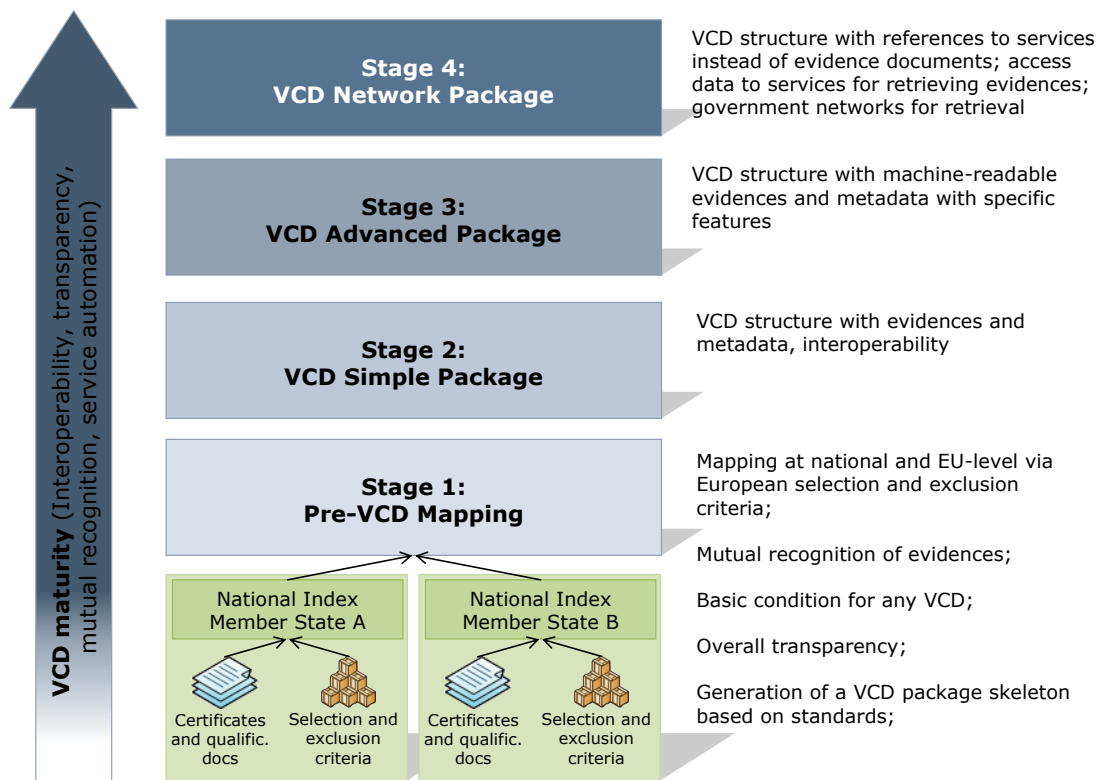 VCD maturity (Interoperability, transparency,
mutual recognition, service automation)
Stage 4:
VCD Network Package
VCD structure with references to services
instead of evidence documents; access
data to services for retrieving evidences;
government networks for retrieval
Stage 3:
VCD Advanced Package
VCD structure with machine-readable
evidences and metadata with specific
features
Stage 2:
VCD Simple Package
VCD structure with evidences and
metadata, interoperability
Stage 1:
Pre-VCD Mapping
Mapping at national and EU-level via
European selection and exclusion
criteria;
Mutual recognition of evidences;
Basic condition for any VCD;
Overall transparency;
Generation of a VCD package skeleton
based on standards;
National Index
Member State A
Certificates
and qualific.
docs
Selection and
exclusion
criteria
National Index
Member State B
Certificates
and qualific.
docs
Selection and
exclusion
criteria